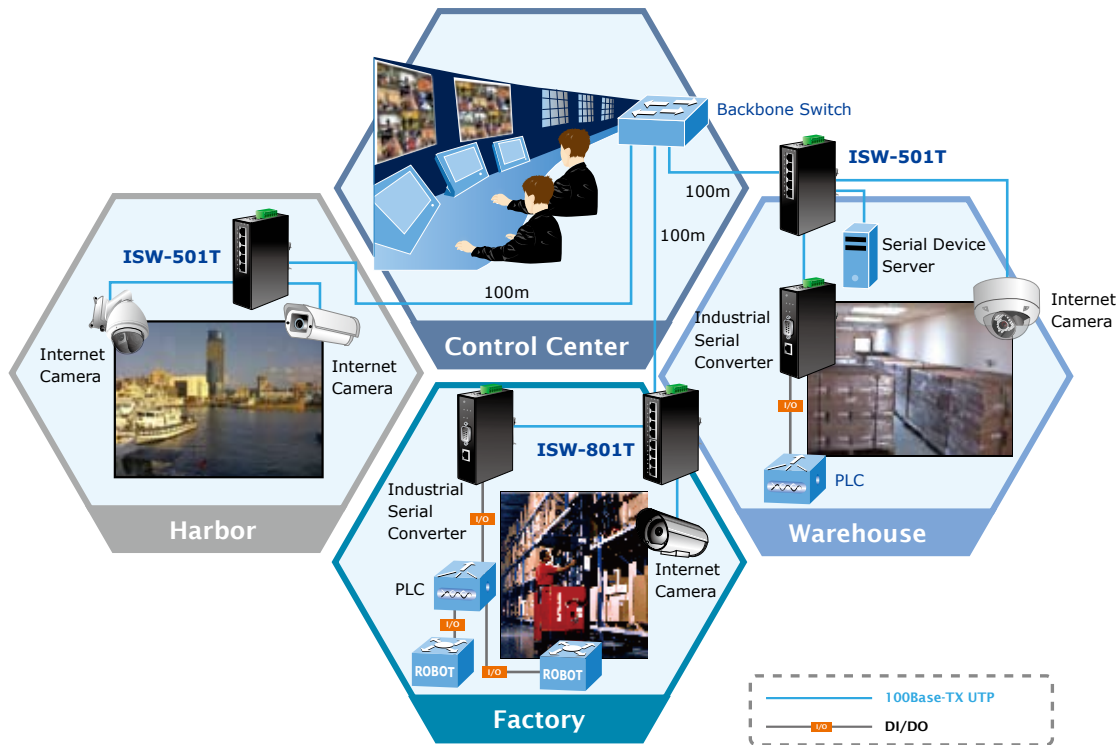 Backbone Switch
ISW-501T
100m
100m
Serial Device
Server
ISW-501T
100m
Internet
Camera
Internet
Camera
Industrial
Serial
Converter
Internet
Camera
Control Center
I/O
ISW-801T
PLC
Industrial
Serial
Converter
I/O
Harbor
Warehouse
Internet
Camera
PLC
I/O
ROBOT
I/O
ROBOT
Factory
100Base-TX UTP
I/O
DI/DO